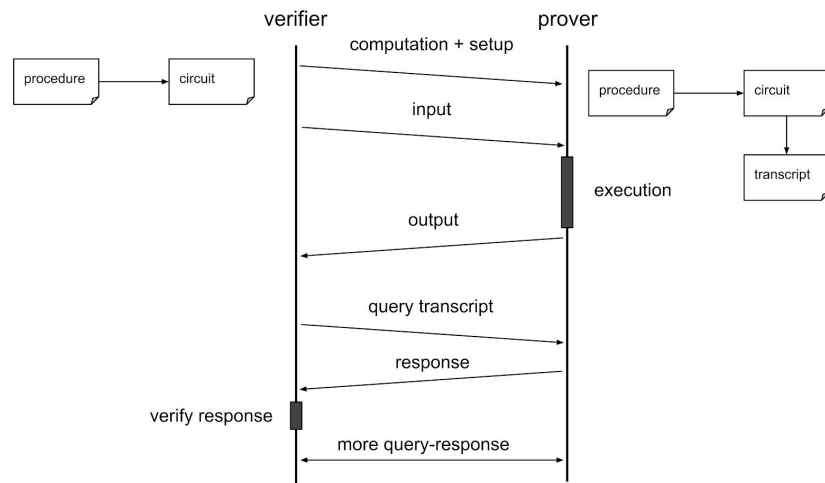 verifier
prover
computation + setup
procedure
circuit
procedure
circuit
input
transcript
execution
output
query transcript
response
verify response
more query-response